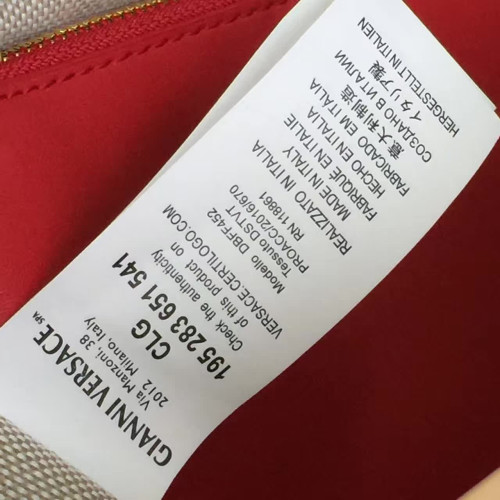 GIANNI VERSACE SPA
Via Manzoni, 38
2012 Milano, Italy
CLG
195 283 651 541
Check the authenticity
of this product on
VERSACE.CERTILOGO.COM
Modello DBFF452
Tessuto DSTVT
PROACC/2016/670
RN 118861
REALIZZATO IN ITALIA
MADE IN ITALY
FABRIQUE EN ITALIE
HECHO EN ITALIA
FABRICADO EM ITALIA
意大利制造
СОЗДАНО В ИТАЛИИ
イタリア製
HERGESTELLT IN ITALIEN